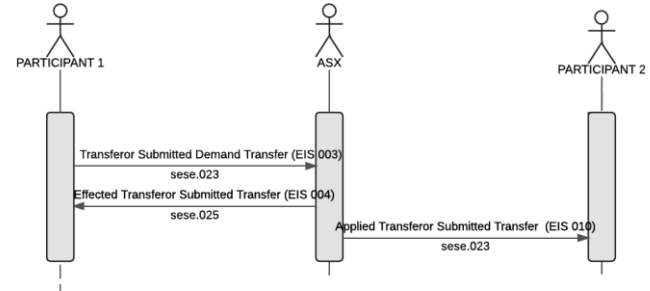 PARTICIPANT 1
ASX
PARTICIPANT 2
Transferor Submitted Demand Transfer (EIS 003)
sese.023
Effected Transferor Submitted Transfer (EIS 004)
sese.025
Applied Transferor Submitted Transfer (EIS 010)
sese.023